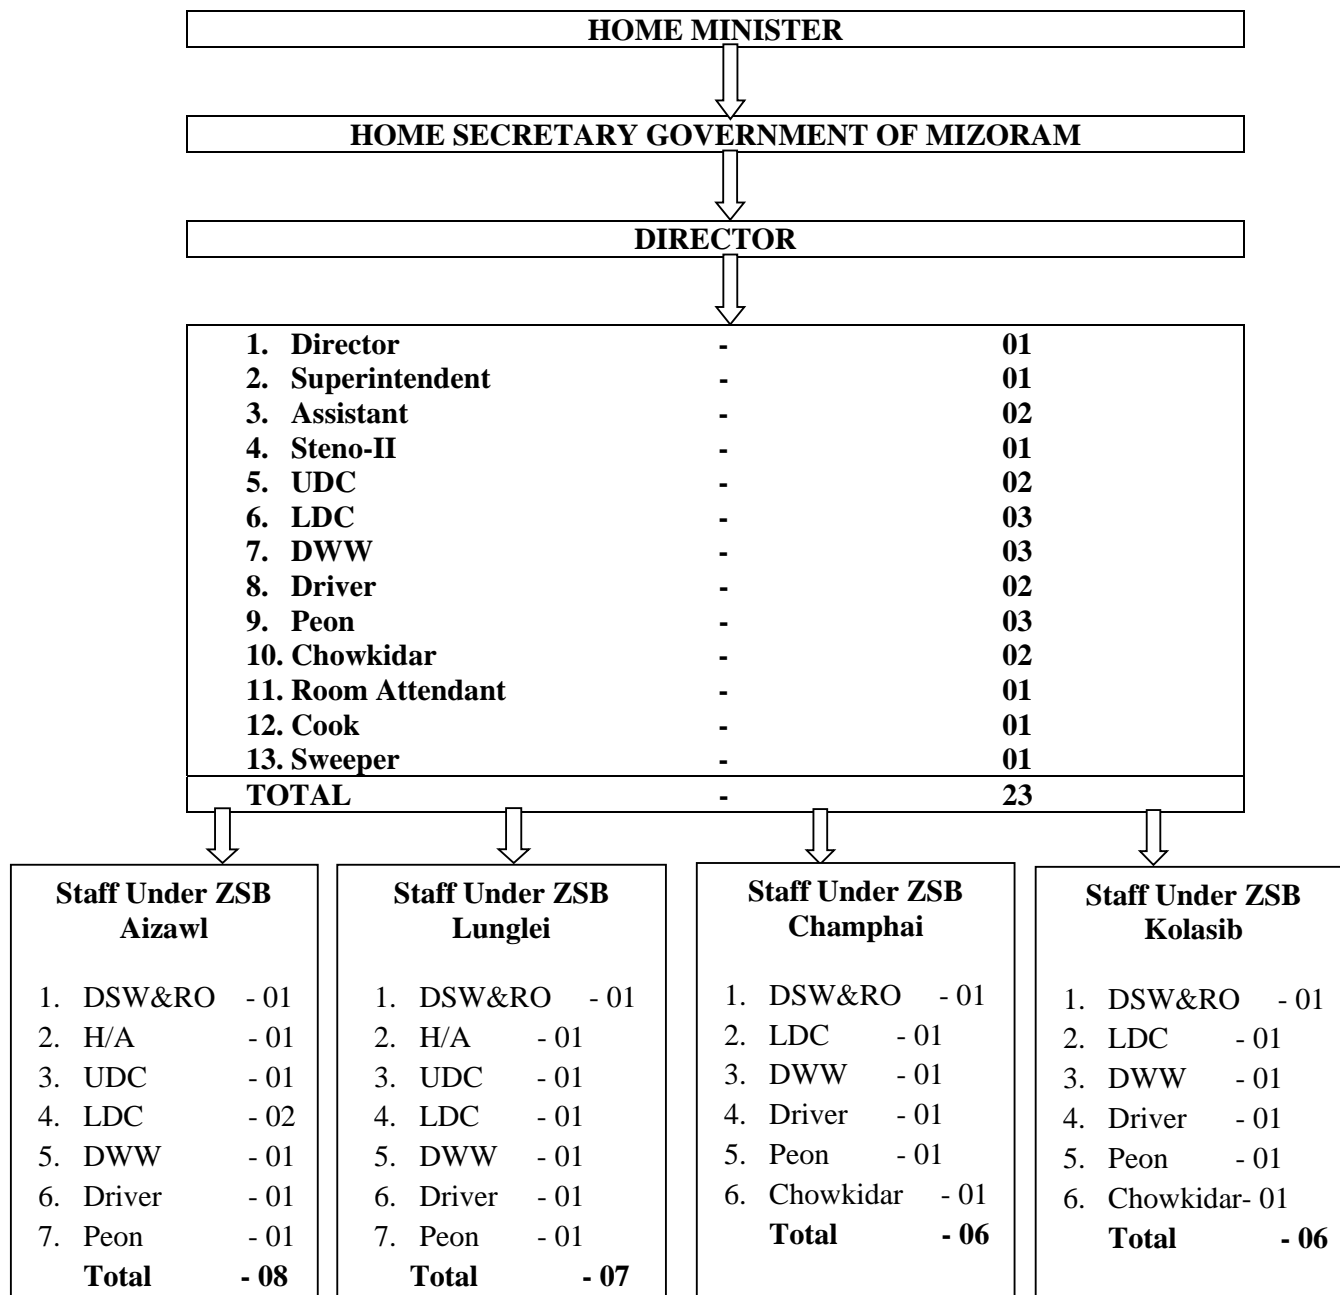 HOME MINISTER
HOME SECRETARY GOVERNMENT OF MIZORAM
DIRECTOR
1. Director - 01
2. Superintendent - 01
3. Assistant - 02
4. Steno-II - 01
5. UDC - 02
6. LDC - 03
7. DWW - 03
8. Driver - 02
9. Peon - 03
10. Chowkidar - 02
11. Room Attendant - 01
12. Cook - 01
13. Sweeper - 01
TOTAL - 23
Staff Under ZSB
Aizawl
1. DSW&RO - 01
2. H/A - 01
3. UDC - 01
4. LDC - 02
5. DWW - 01
6. Driver - 01
7. Peon - 01
Total - 08
Staff Under ZSB
Lunglei
1. DSW&RO - 01
2. H/A - 01
3. UDC - 01
4. LDC - 01
5. DWW - 01
6. Driver - 01
7. Peon - 01
Total - 07
Staff Under ZSB
Champhai
1. DSW&RO - 01
2. LDC - 01
3. DWW - 01
4. Driver - 01
5. Peon - 01
6. Chowkidar - 01
Total - 06
Staff Under ZSB
Kolasib
1. DSW&RO - 01
2. LDC - 01
3. DWW - 01
4. Driver - 01
5. Peon - 01
6. Chowkidar- 01
Total - 06